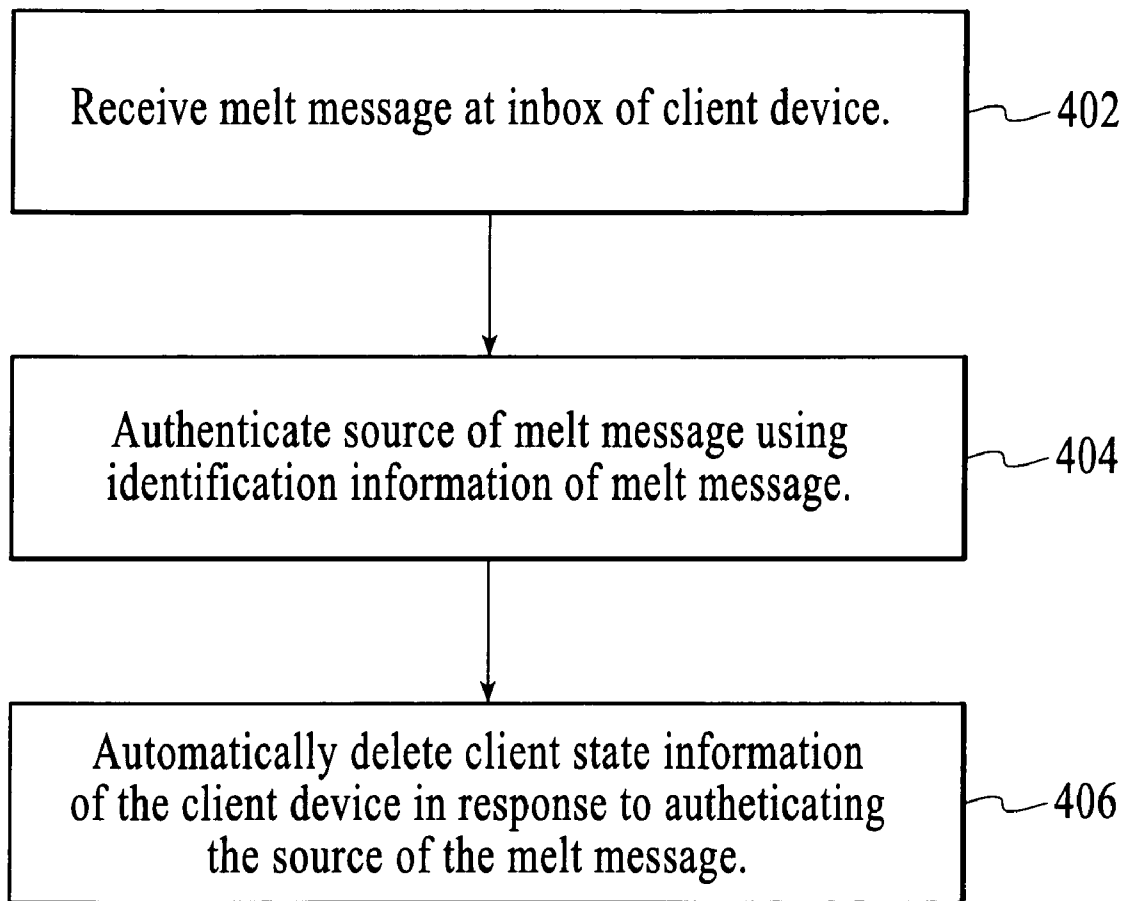 Receive melt message at inbox of client device.
402
Authenticate source of melt message using
identification information of melt message.
404
Automatically delete client state information
of the client device in response to autheticating
the source of the melt message.
406